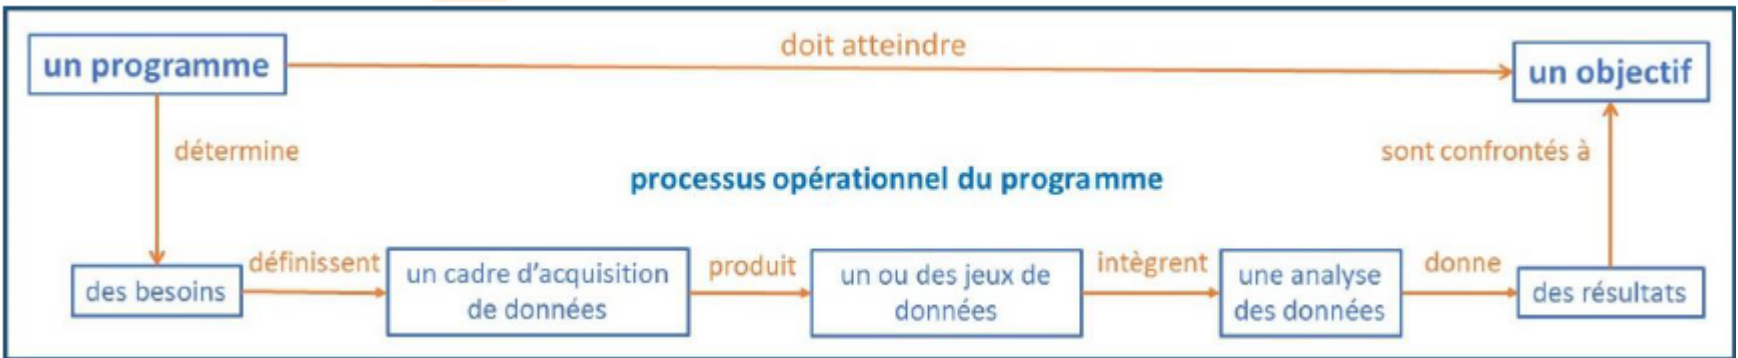 doit atteindre
un programme
un objectif
détermine
sont confrontés à
processus opérationnel du programme
des besoins
définissent
un cadre d'acquisition
de données
produit
un ou des jeux de
données
intègrent
une analyse
des données
donne
des résultats